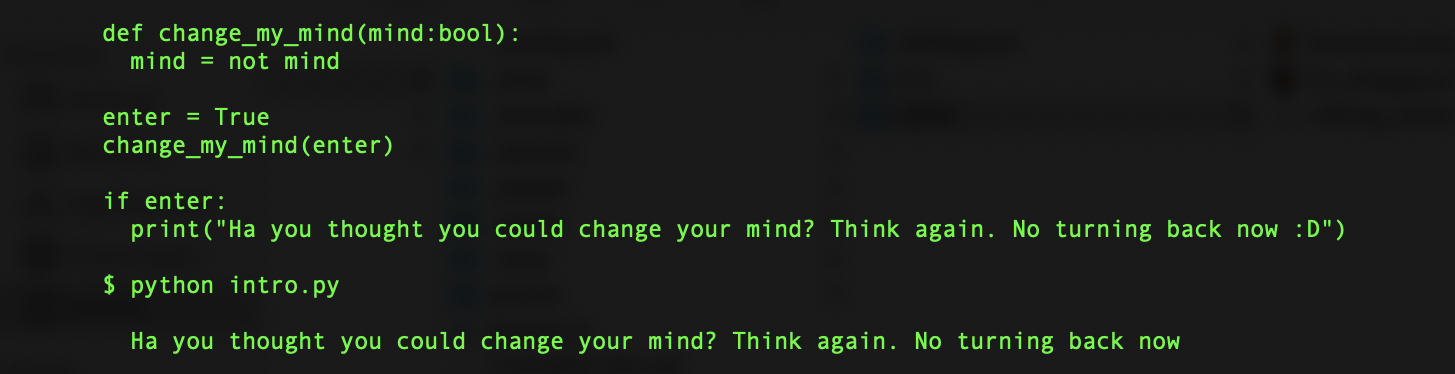 def change_my_mind(mind:bool):
  mind = not mind

enter = True
change_my_mind(enter)

if enter:
  print("Ha you thought you could change your mind? Think again. No turning back now :D")

$ python intro.py

  Ha you thought you could change your mind? Think again. No turning back now